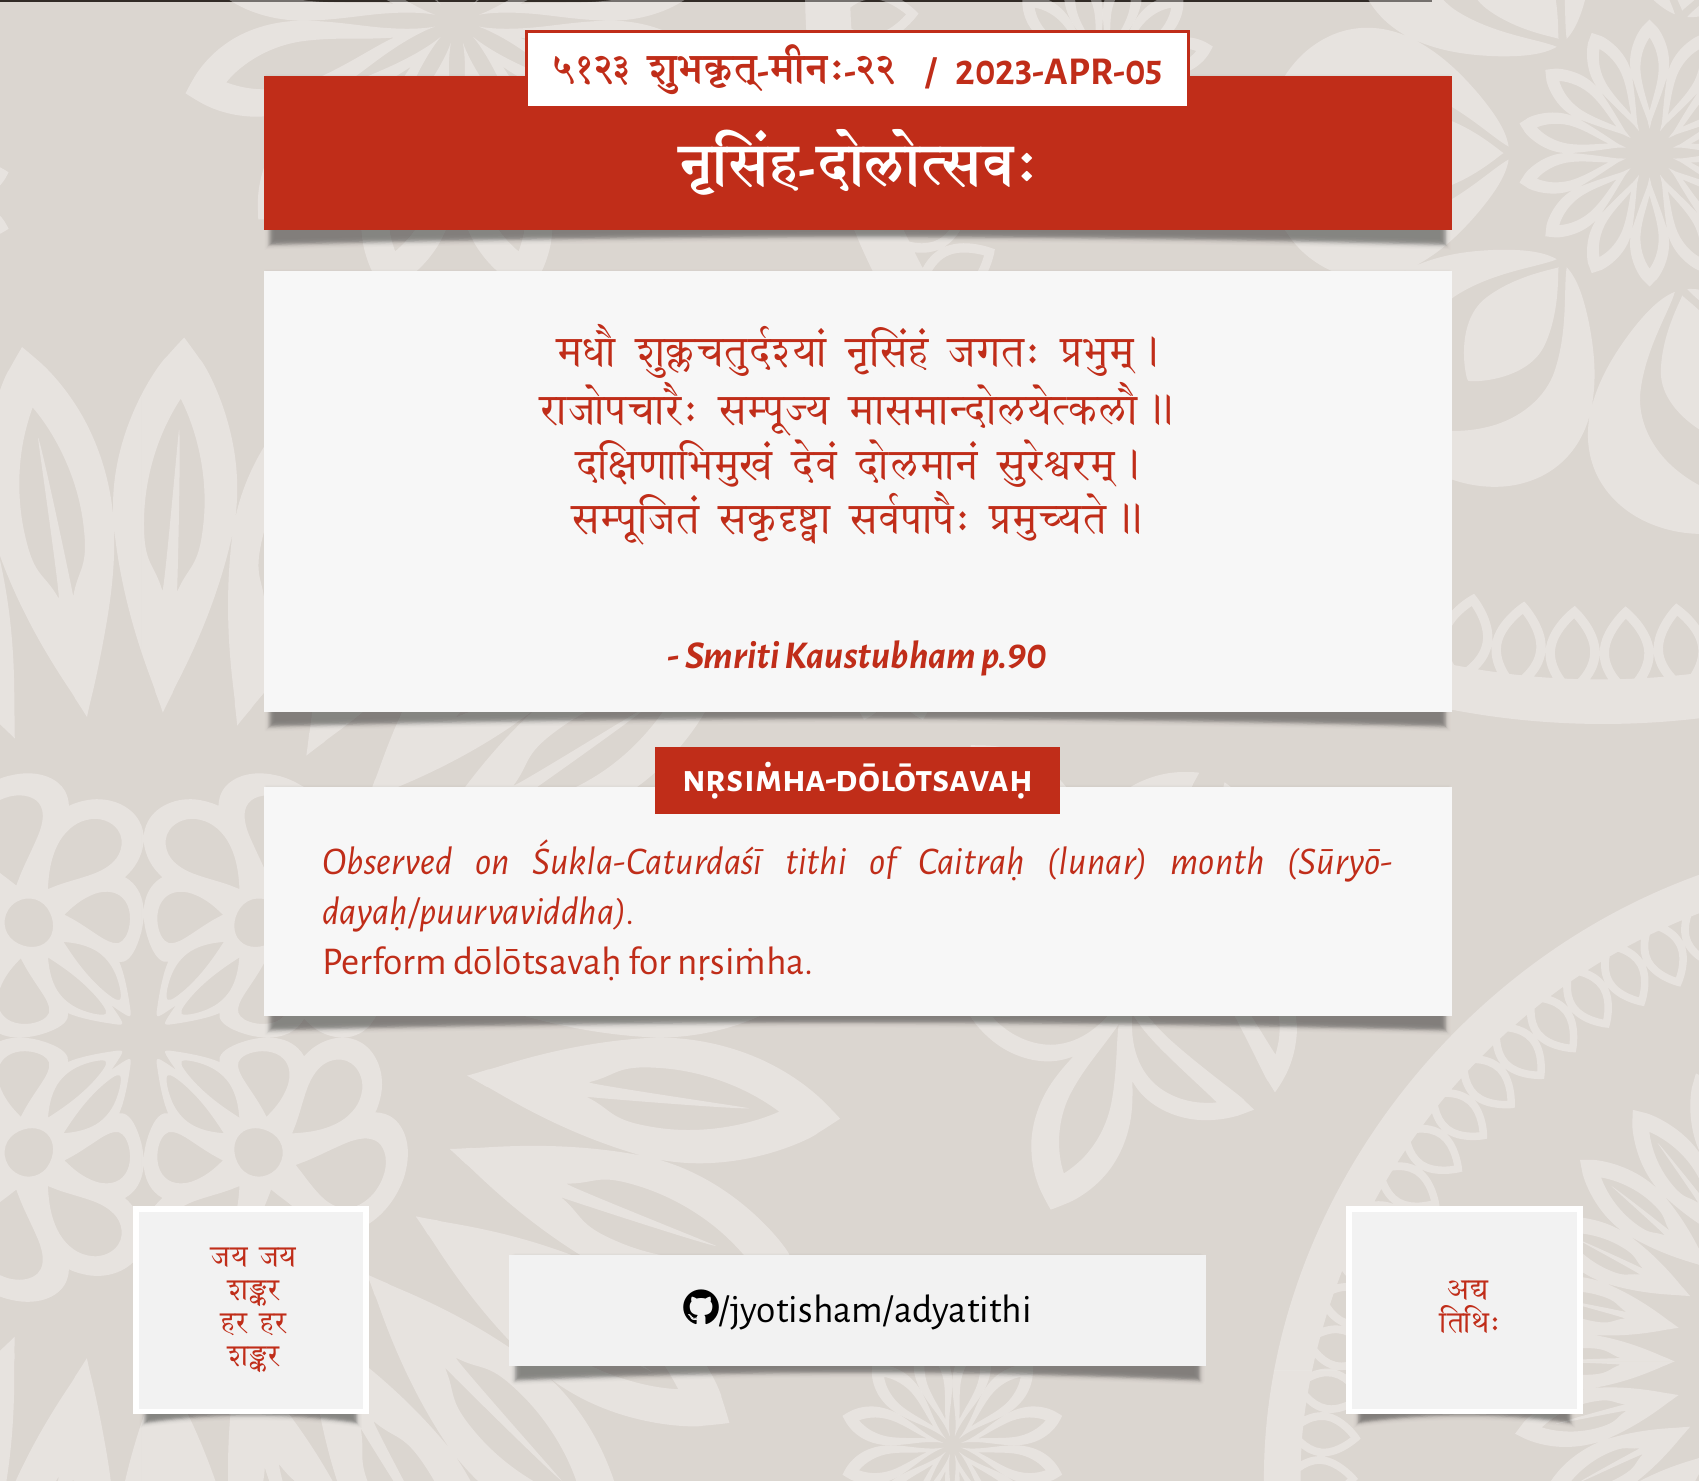 ५१२३ शुभकृत्-मीनः-२२ / 2023-APR-05
नृसिंह-दोलोत्सवः
मधौ शुक्लचतुर्दश्यां नृसिंहं जगतः प्रभुम् ।
राजोपचारैः सम्पूज्य मासमान्दोलयेत्कलौ ॥
दक्षिणाभिमुखं देवं दोलमानं सुरेश्वरम् ।
सम्पूजितं सकृद्दृष्ट्वा सर्वपापैः प्रमुच्यते ॥
- Smriti Kaustubham p.90
NṚSIṀHA-DŌLŌTSAVAḤ
Observed on Śukla-Caturdaśī tithi of Caitraḥ (lunar) month (Sūryō-
dayaḥ/puurvaviddha).
Perform dōlōtsavaḥ for nṛsiṁha.
जय जय
शङ्कर
हर हर
शङ्कर
/jyotisham/adyatithi
अद्य
तिथिः